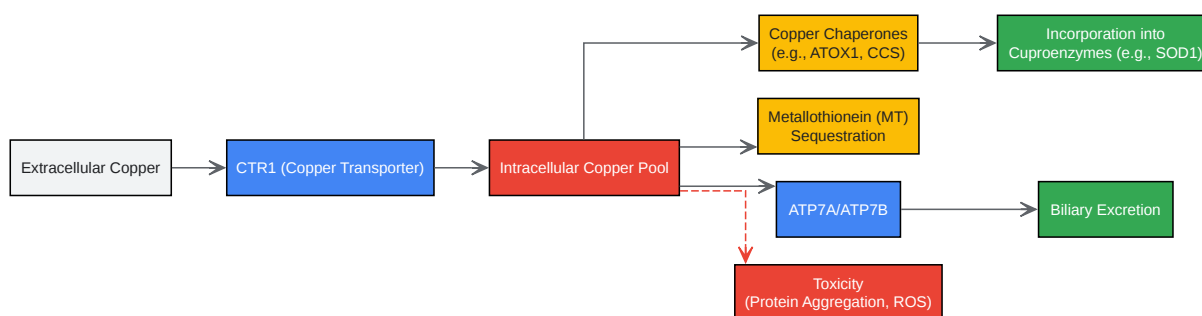 Extracellular Copper
CTR1 (Copper Transporter)
Intracellular Copper Pool
Copper Chaperones
(e.g., ATOX1, CCS)
Incorporation into
Cuproenzymes (e.g., SOD1)
Metallothionein (MT)
Sequestration
ATP7A/ATP7B
Biliary Excretion
Toxicity
(Protein Aggregation, ROS)